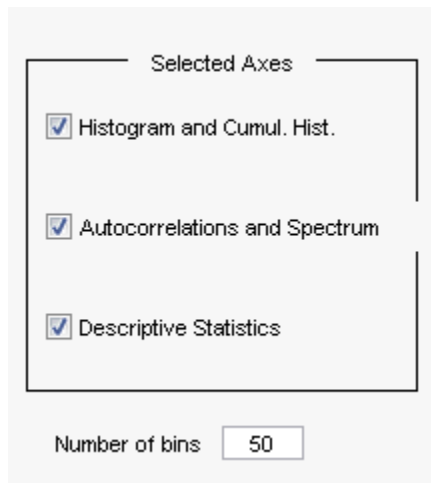 Selected Axes
Histogram and Cumul. Hist.
Autocorrelations and Spectrum
Descriptive Statistics
Number of bins 50